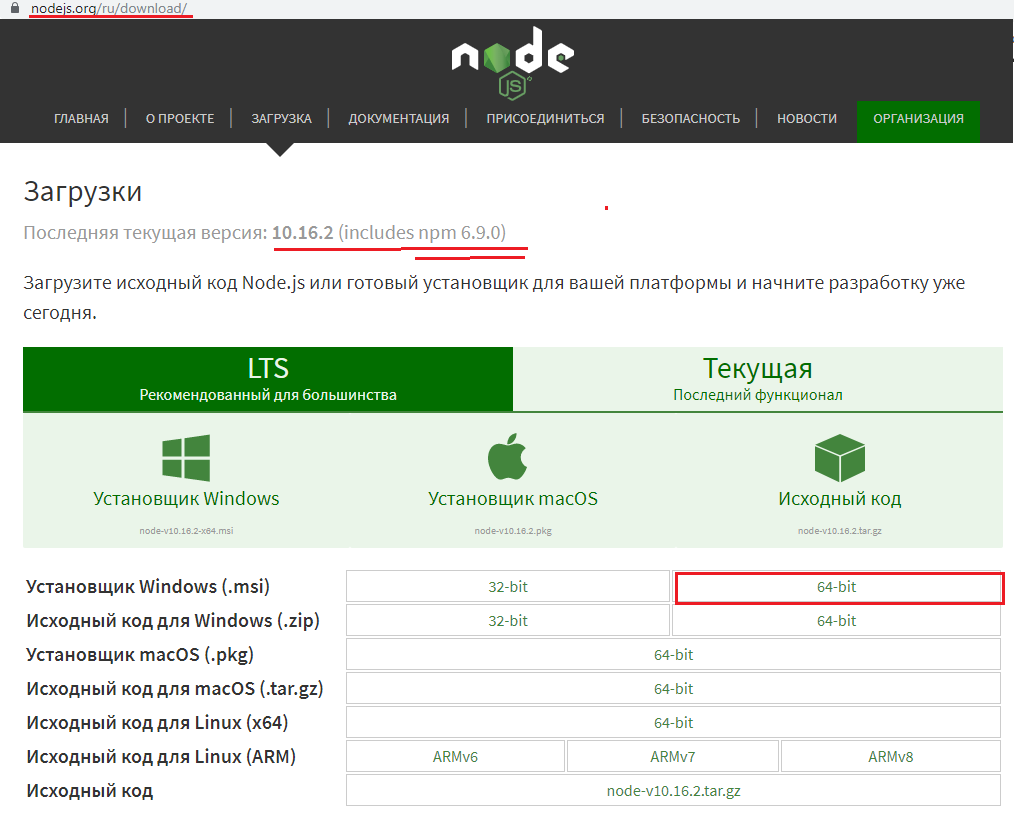 nodejs.org/ru/download/
node
JS
ГЛАВНАЯ
О ПРОЕКТЕ
ЗАГРУЗКА
ДОКУМЕНТАЦИЯ
ПРИСОЕДИНИТЬСЯ
БЕЗОПАСНОСТЬ
НОВОСТИ
ОРГАНИЗАЦИЯ
Загрузки
Последняя текущая версия: 10.16.2 (includes npm 6.9.0)
Загрузите исходный код Node.js или готовый установщик для вашей платформы и начните разработку уже
сегодня.
LTS
Рекомендованный для большинства
Текущая
Последний функционал
Установщик Windows
node-v10.16.2-x64.msi
Установщик macOS
node-v10.16.2.pkg
Исходный код
node-v10.16.2.tar.gz
Установщик Windows (.msi) 32-bit 64-bit
Исходный код для Windows (.zip) 32-bit 64-bit
Установщик macOS (.pkg) 64-bit
Исходный код для macOS (.tar.gz) 64-bit
Исходный код для Linux (x64) 64-bit
Исходный код для Linux (ARM) ARMv6 ARMv7 ARMv8
Исходный код node-v10.16.2.tar.gz